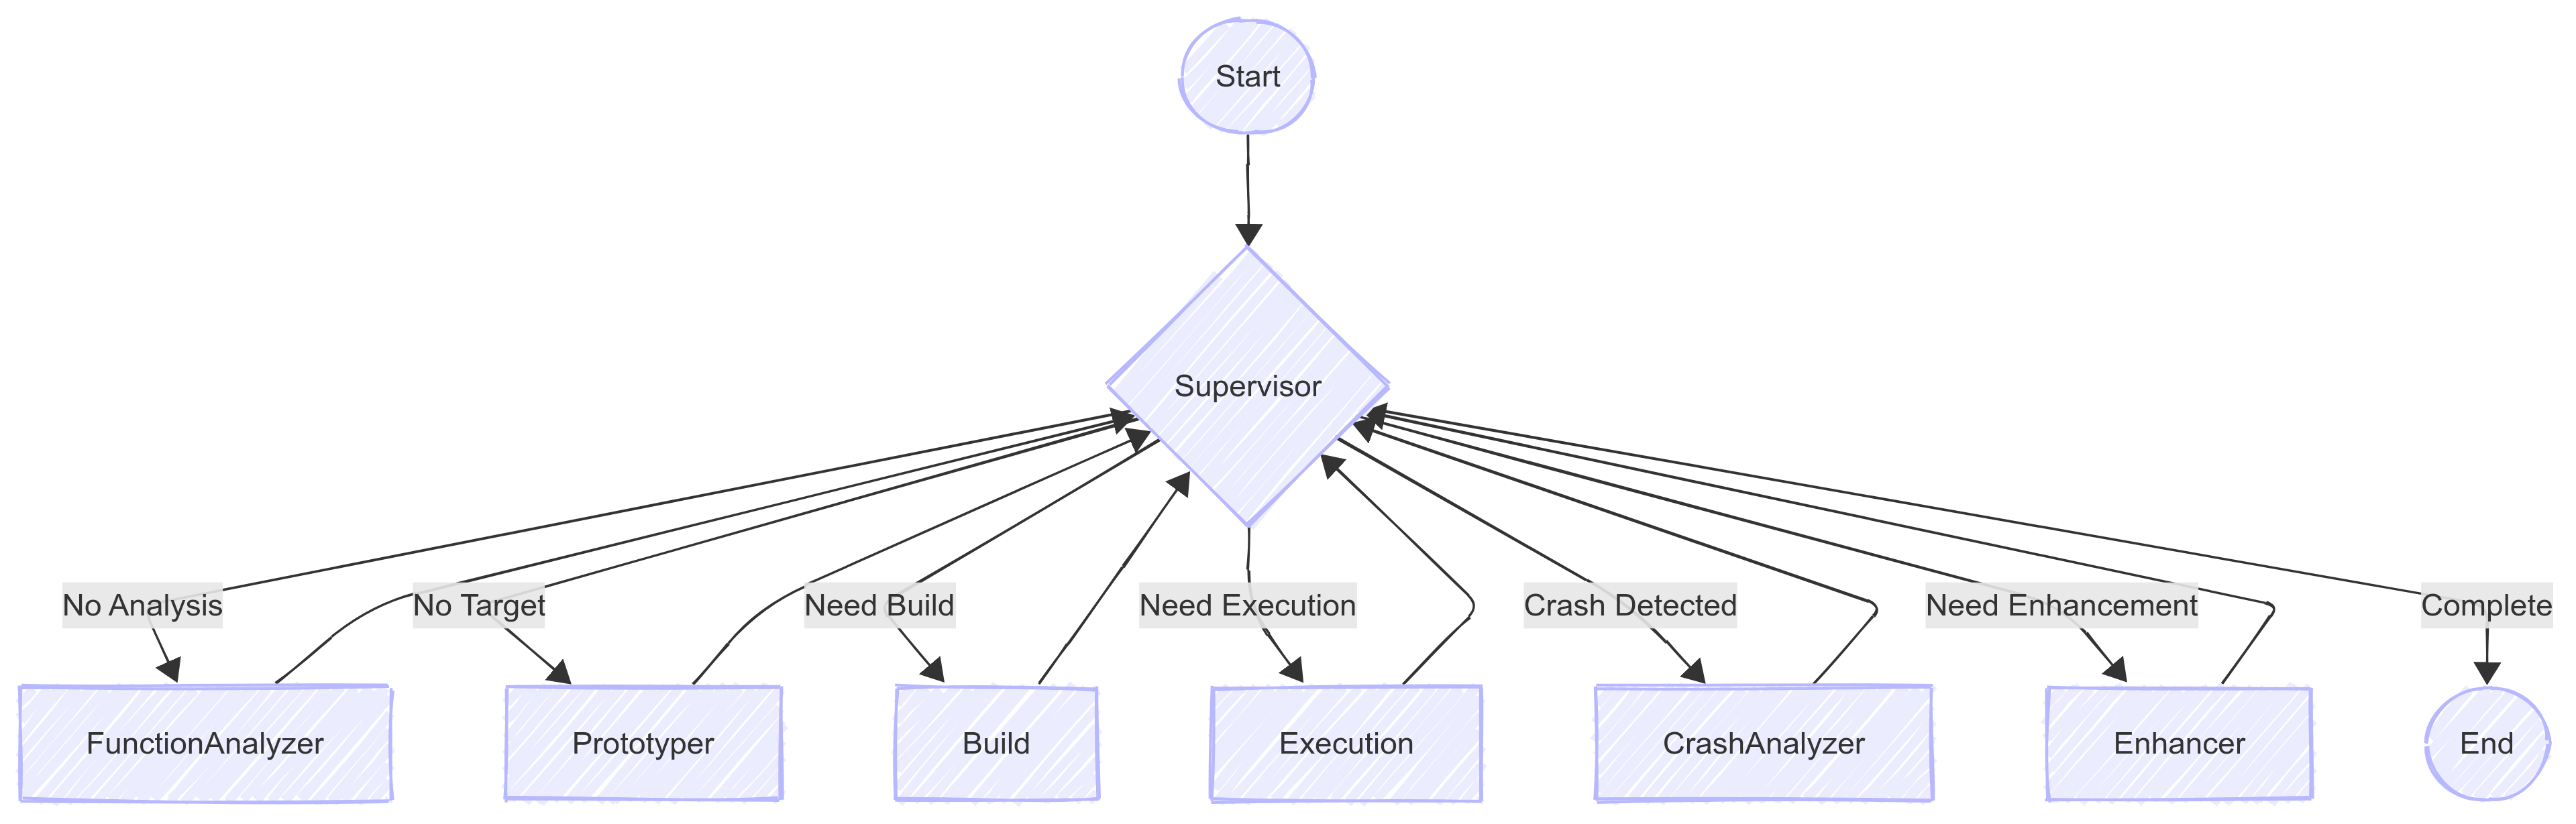 Start
Supervisor
No Analysis
No Target
Need Build
Need Execution
Crash Detected
Need Enhancement
Complete
FunctionAnalyzer
Prototyper
Build
Execution
CrashAnalyzer
Enhancer
End